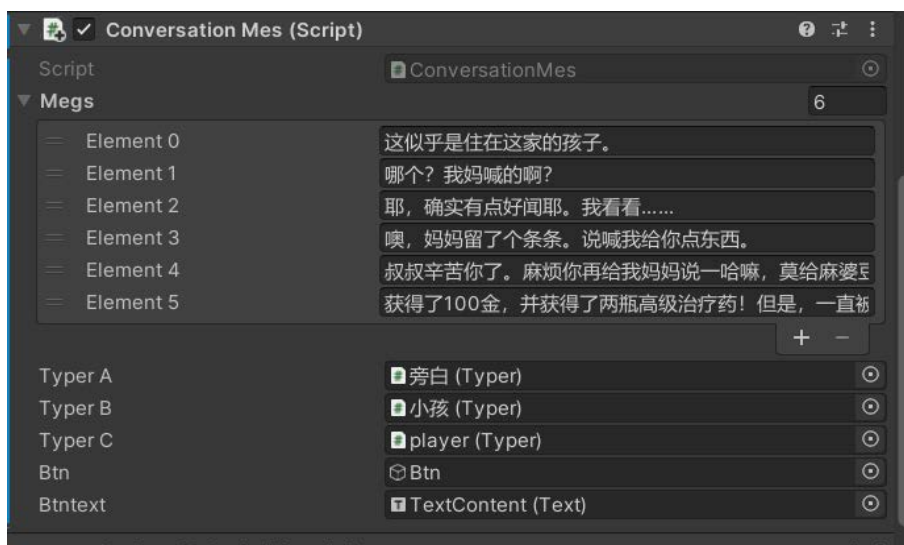 Conversation Mes (Script)
Script ConversationMes
Megs 6
Element 0 这似乎是住在这家的孩子。
Element 1 哪个？我妈喊的啊？
Element 2 耶，确实有点好闻耶。我看看……
Element 3 噢，妈妈留了个条条。说喊我给你点东西。
Element 4 叔叔辛苦你了。麻烦你再给我妈妈说一哈嘛，莫给麻婆豆
Element 5 获得了100金，并获得了两瓶高级治疗药！但是，一直被
Typer A 旁白 (Typer)
Typer B 小孩 (Typer)
Typer C player (Typer)
Btn Btn
Btntext TextContent (Text)